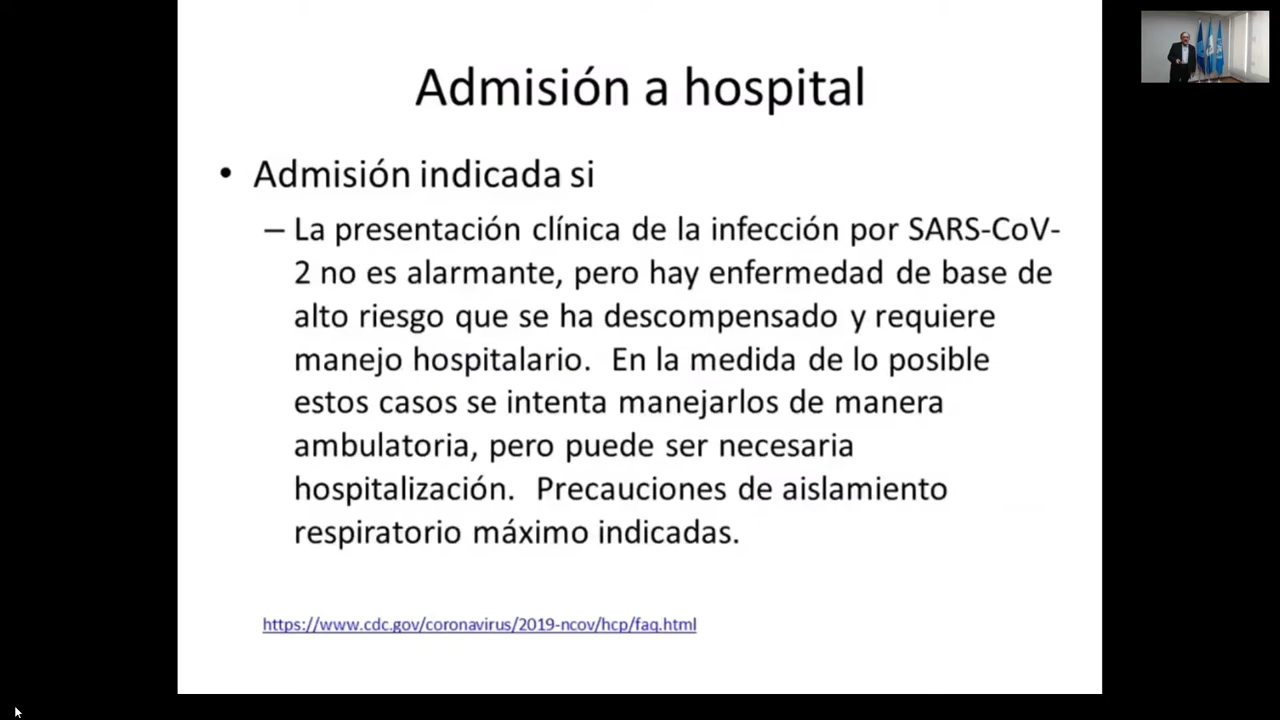 Admisión a hospital
• Admisión indicada si
– La presentación clínica de la infección por SARS-CoV-
2 no es alarmante, pero hay enfermedad de base de
alto riesgo que se ha descompensado y requiere
manejo hospitalario. En la medida de lo posible
estos casos se intenta manejarlos de manera
ambulatoria, pero puede ser necesaria
hospitalización. Precauciones de aislamiento
respiratorio máximo indicadas.
https://www.cdc.gov/coronavirus/2019-ncov/hcp/faq.html